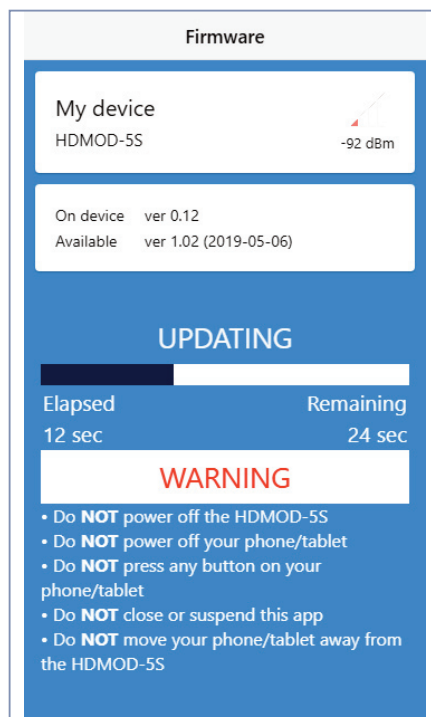 Firmware
My device
HDMOD-5S
-92 dBm
On device ver 0.12
Available ver 1.02 (2019-05-06)
UPDATING
Elapsed Remaining
12 sec 24 sec
WARNING
• Do NOT power off the HDMOD-5S
• Do NOT power off your phone/tablet
• Do NOT press any button on your
phone/tablet
• Do NOT close or suspend this app
• Do NOT move your phone/tablet away from
the HDMOD-5S